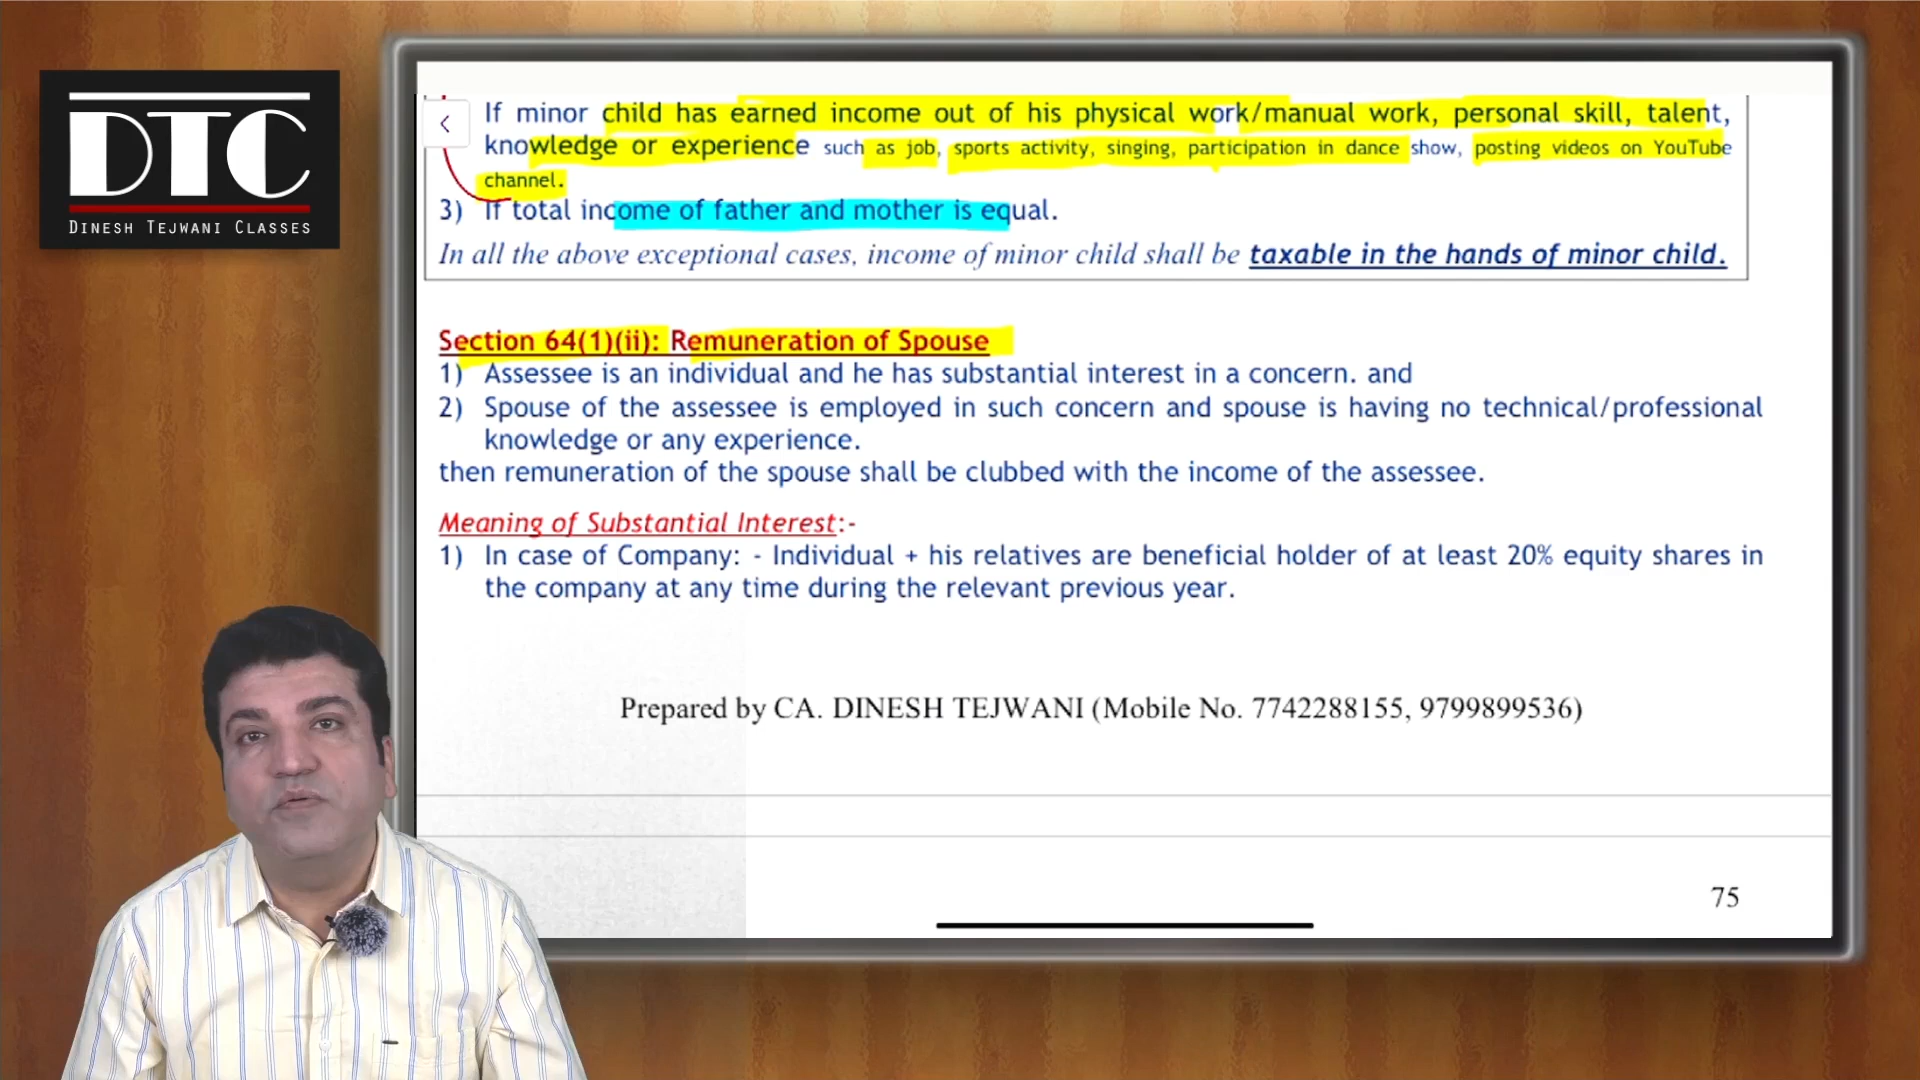 DTC
DINESH TEJWANI CLASSES
If minor child has earned income out of his physical work/manual work, personal skill, talent,
knowledge or experience such as job, sports activity, singing, participation in dance show, posting videos on YouTube
channel.
3) If total income of father and mother is equal.
In all the above exceptional cases, income of minor child shall be taxable in the hands of minor child.
Section 64(1)(ii): Remuneration of Spouse
1) Assessee is an individual and he has substantial interest in a concern. and
2) Spouse of the assessee is employed in such concern and spouse is having no technical/professional
knowledge or any experience.
then remuneration of the spouse shall be clubbed with the income of the assessee.
Meaning of Substantial Interest:-
1) In case of Company: - Individual + his relatives are beneficial holder of at least 20% equity shares in
the company at any time during the relevant previous year.
Prepared by CA. DINESH TEJWANI (Mobile No. 7742288155, 9799899536)
75